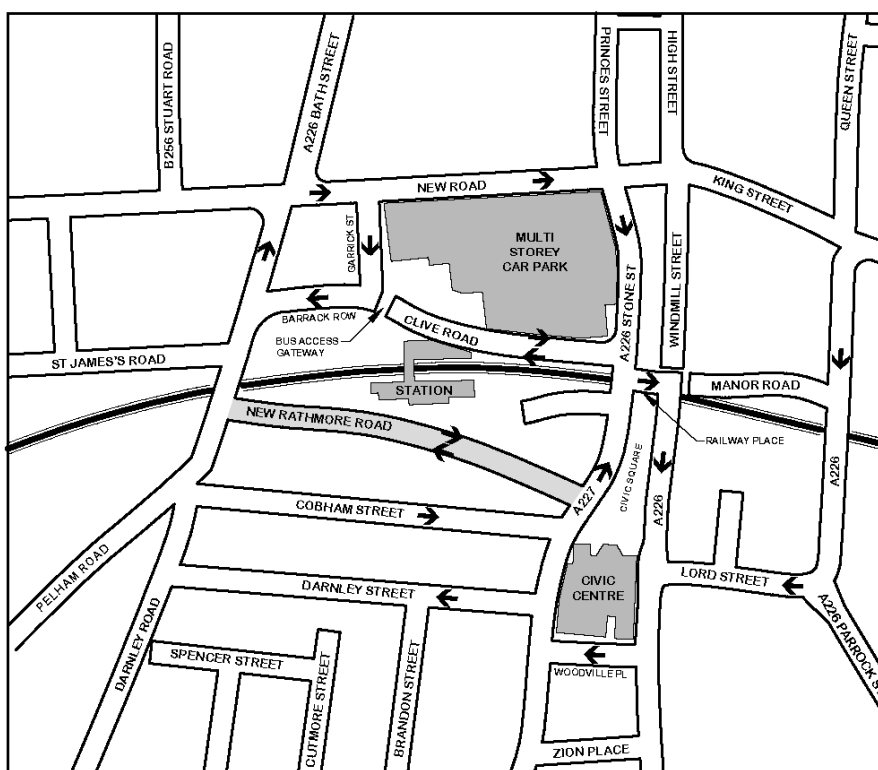 B256 STUART ROAD
A226 BATH STREET
PRINCES STREET
HIGH STREET
QUEEN STREET
NEW ROAD
KING STREET
GARRICK ST
MULTI
STOREY
CAR PARK
A226 STONE ST
WINDMILL STREET
BARRACK ROW
BUS ACCESS
GATEWAY
CLIVE ROAD
ST JAMES'S ROAD
STATION
MANOR ROAD
NEW RATHMORE ROAD
RAILWAY PLACE
CIVIC SQUARE
A227
A226
A226
COBHAM STREET
PELHAM ROAD
DARNLEY STREET
CIVIC
CENTRE
LORD STREET
A226 PARROCK ST
DARNLEY ROAD
SPENCER STREET
CUTMORE STREET
BRANDON STREET
WOODVILLE PL
ZION PLACE